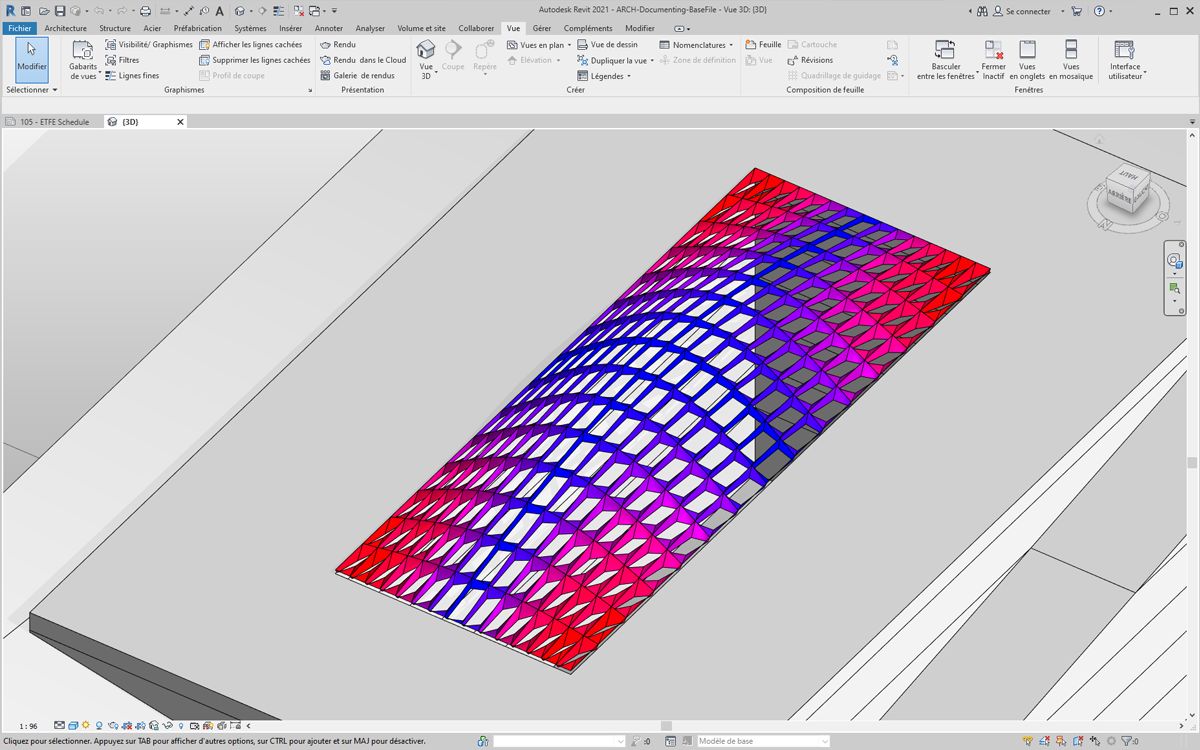 Autodesk Revit 2021 - ARCH-Documenting-BaseFile - Vue 3D: {3D}
Se connecter
Fichier Architecture Structure Acier Préfabrication Systèmes Insérer Annoter Analyser Volume et site Collaborer Vue Gérer Compléments Modifier
Modifier
Sélectionner
Gabarits
de vues
Visibilité/ Graphismes
Filtres
Lignes fines
Afficher les lignes cachées
Supprimer les lignes cachées
Profil de coupe
Graphismes
Rendu
Rendu dans le Cloud
Galerie de rendus
Présentation
Vue
3D
Coupe
Repère
Vues en plan
Élévation
Vue de dessin
Dupliquer la vue
Légendes
Nomenclatures
Zone de définition
Créer
Feuille
Vue
Cartouche
Révisions
Quadrillage de guidage
Composition de feuille
Basculer
entre les fenêtres
Fermer
Inactif
Vues
en onglets
Vues
en mosaïque
Fenêtres
Interface
utilisateur
105 - ETFE Schedule
{3D}
HAUT
1 : 96
Cliquez pour sélectionner. Appuyez sur TAB pour afficher d'autres options, sur CTRL pour ajouter et sur MAJ pour désactiver.
:0
Modèle de base
:0